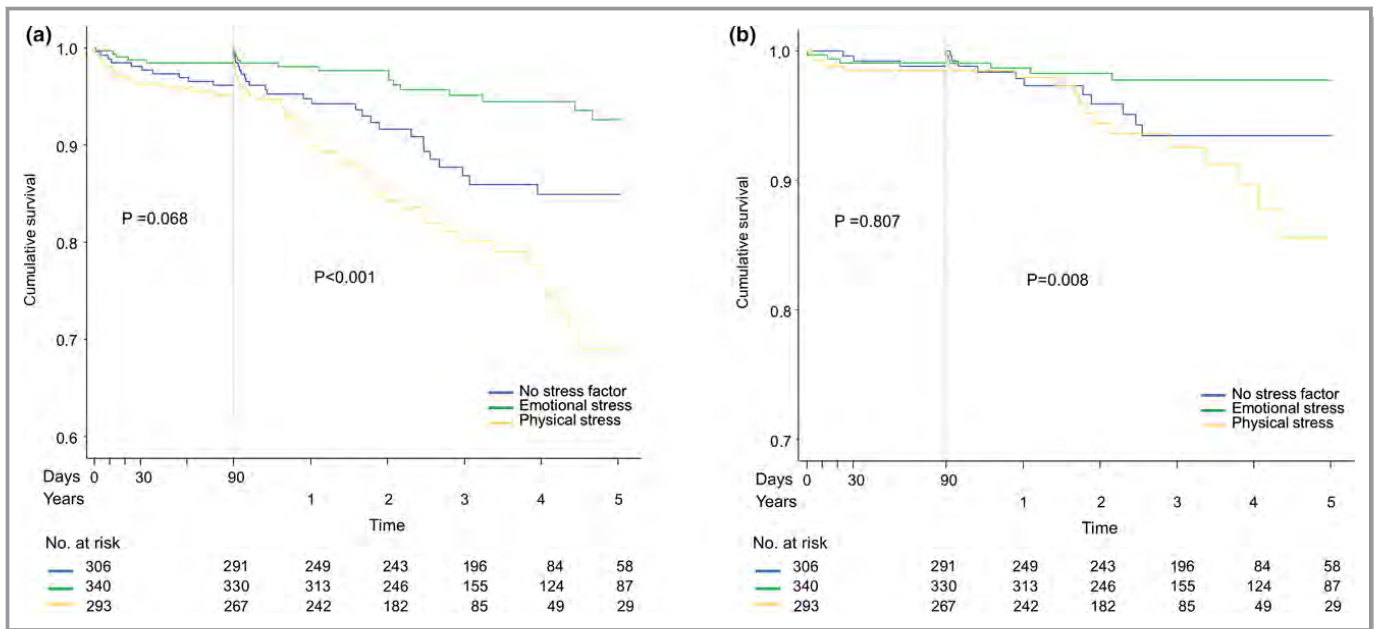 (a)
1.0
0.9
0.8
0.7
0.6
Cumulative survival
P =0.068
P<0.001
No stress factor
Emotional stress
Physical stress
Days 0 30 90
Years 1 2 3 4 5
Time
No. at risk
306 291 249 243 196 84 58
340 330 313 246 155 124 87
293 267 242 182 85 49 29
(b)
1.0
0.9
0.8
0.7
Cumulative survival
P =0.807
P=0.008
No stress factor
Emotional stress
Physical stress
Days 0 30 90
Years 1 2 3 4 5
Time
No. at risk
306 291 249 243 196 84 58
340 330 313 246 155 124 87
293 267 242 182 85 49 29